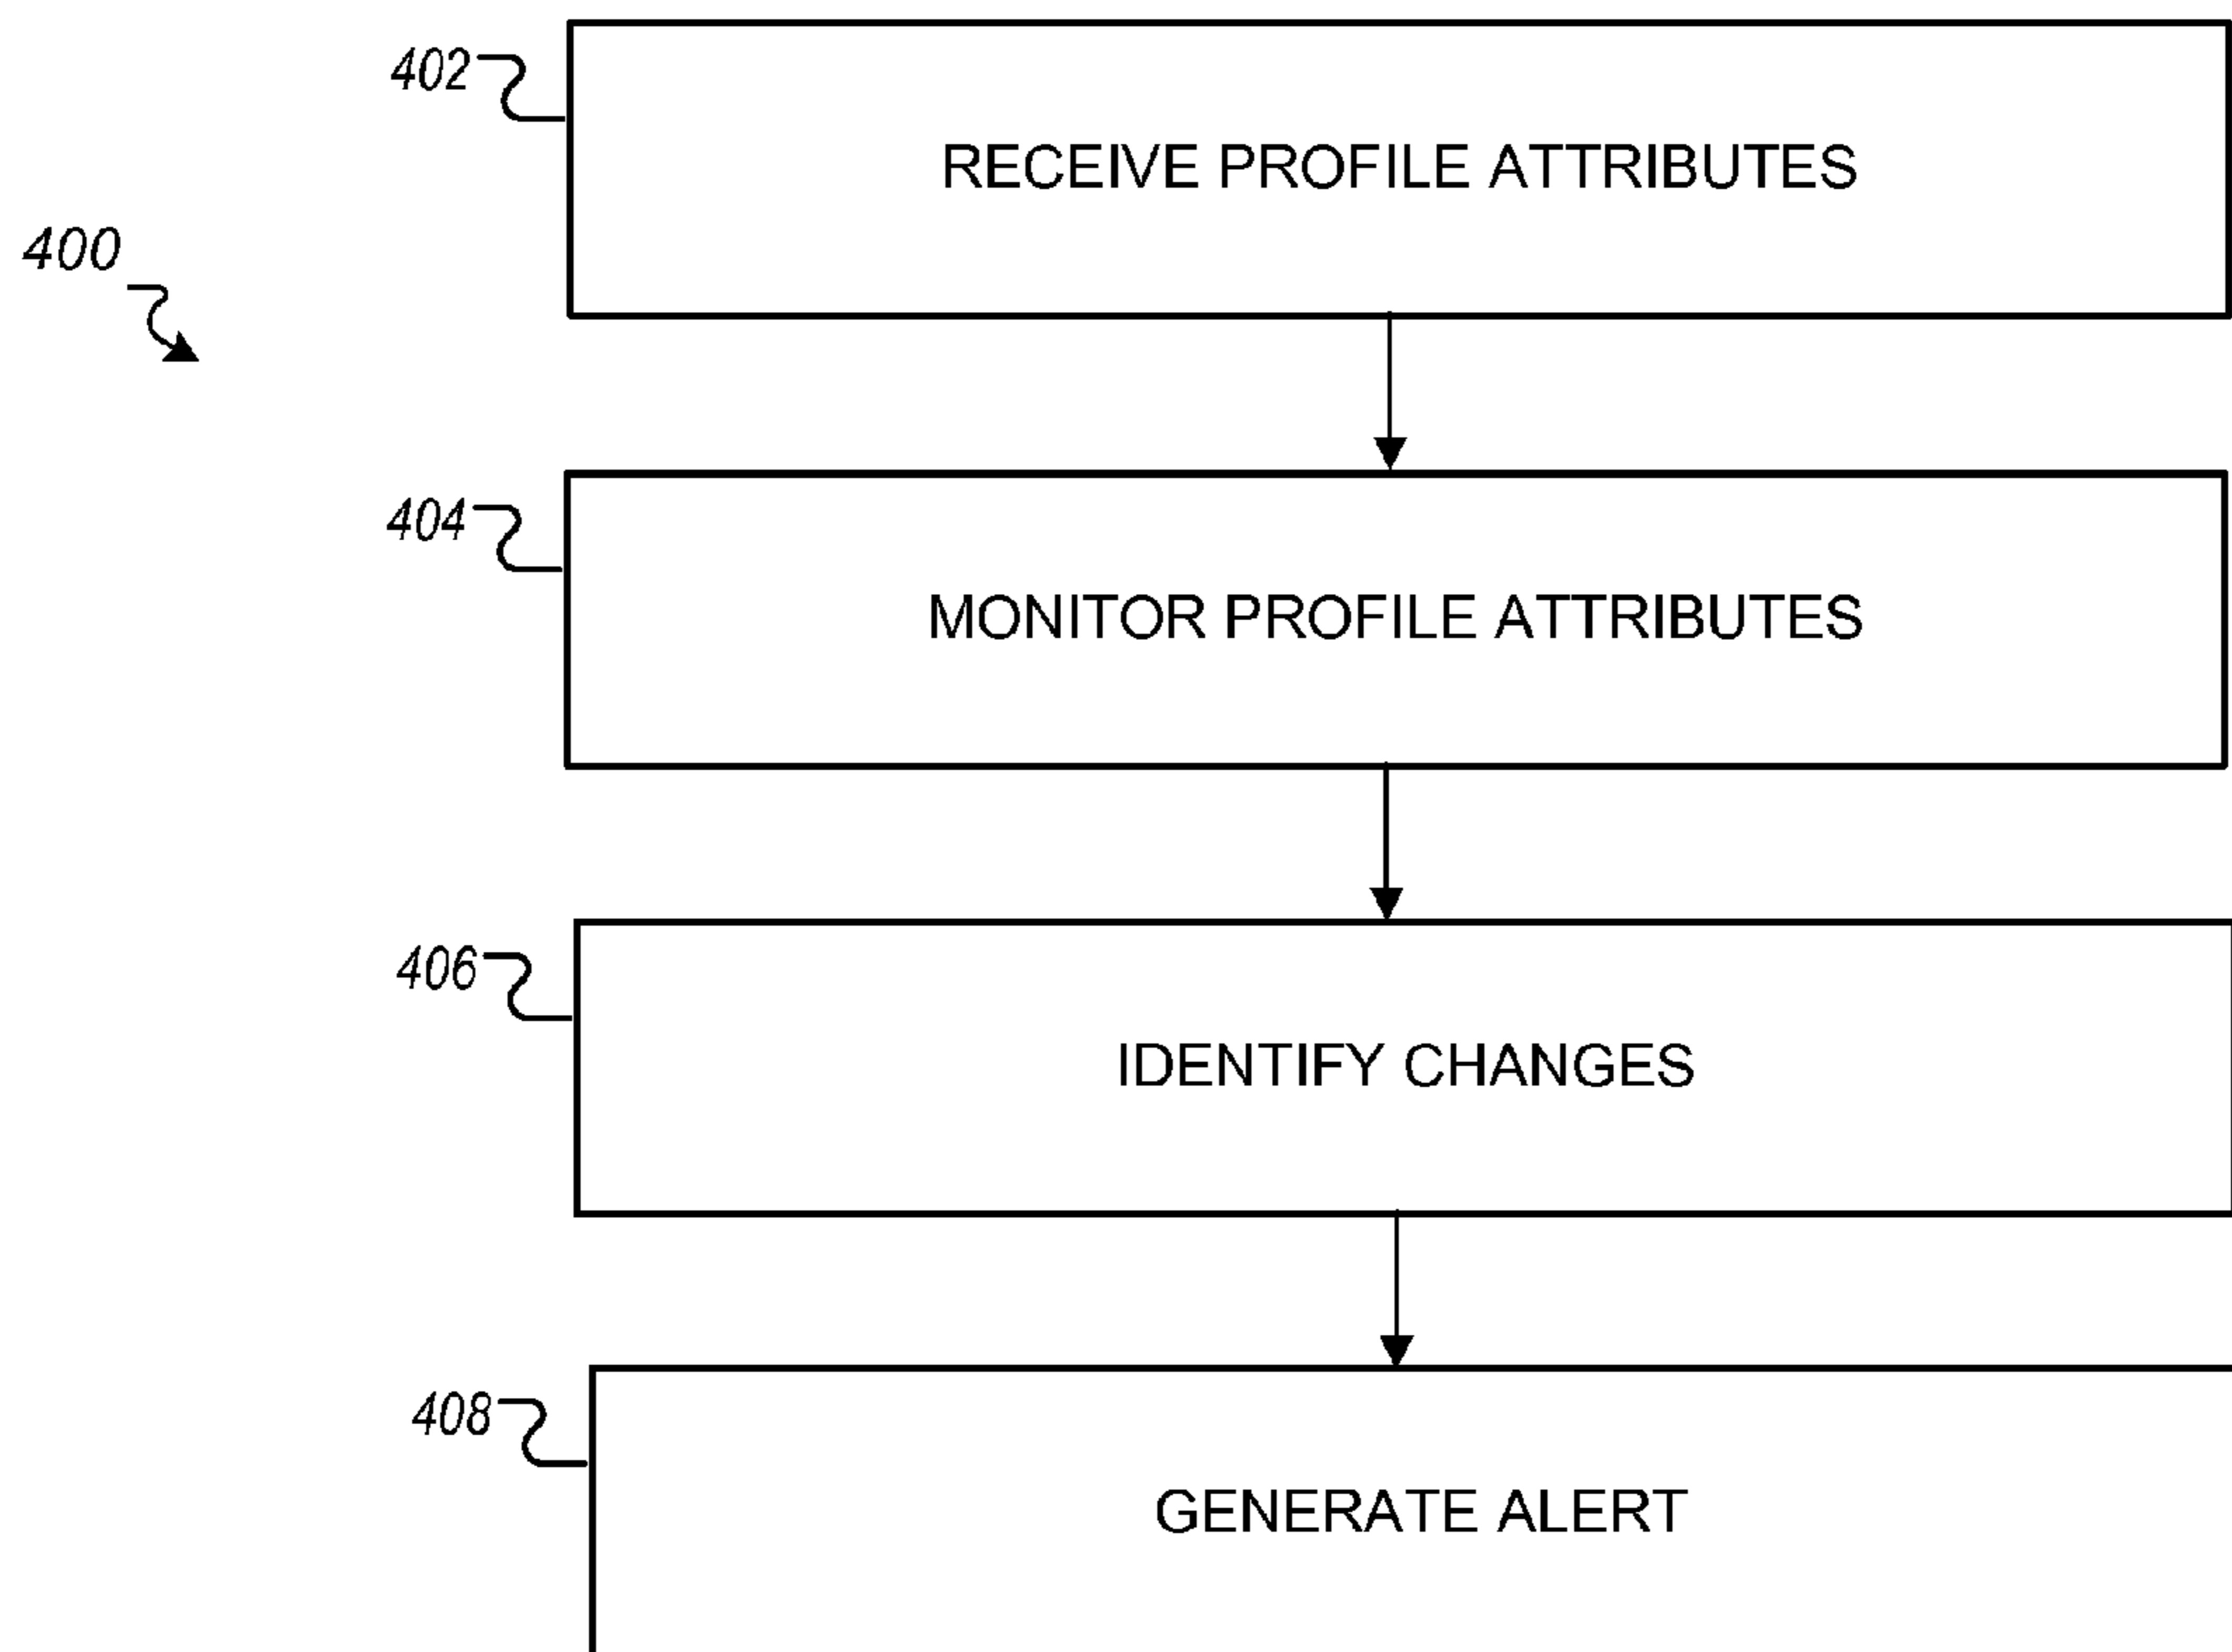 402
RECEIVE PROFILE ATTRIBUTES
400
404
MONITOR PROFILE ATTRIBUTES
406
IDENTIFY CHANGES
408
GENERATE ALERT